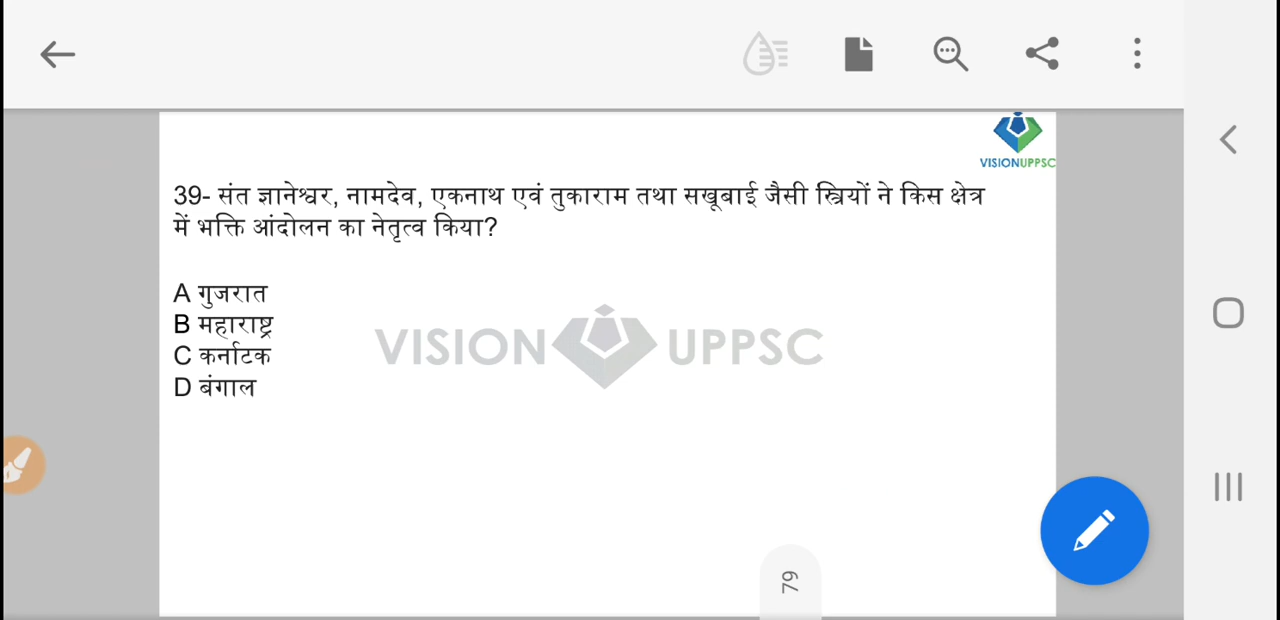 VISIONUPPSC
39- संत ज्ञानेश्वर, नामदेव, एकनाथ एवं तुकाराम तथा सखूबाई जैसी स्त्रियों ने किस क्षेत्र
में भक्ति आंदोलन का नेतृत्व किया?
A गुजरात
B महाराष्ट्र
C कर्नाटक
D बंगाल
VISION UPPSC
79